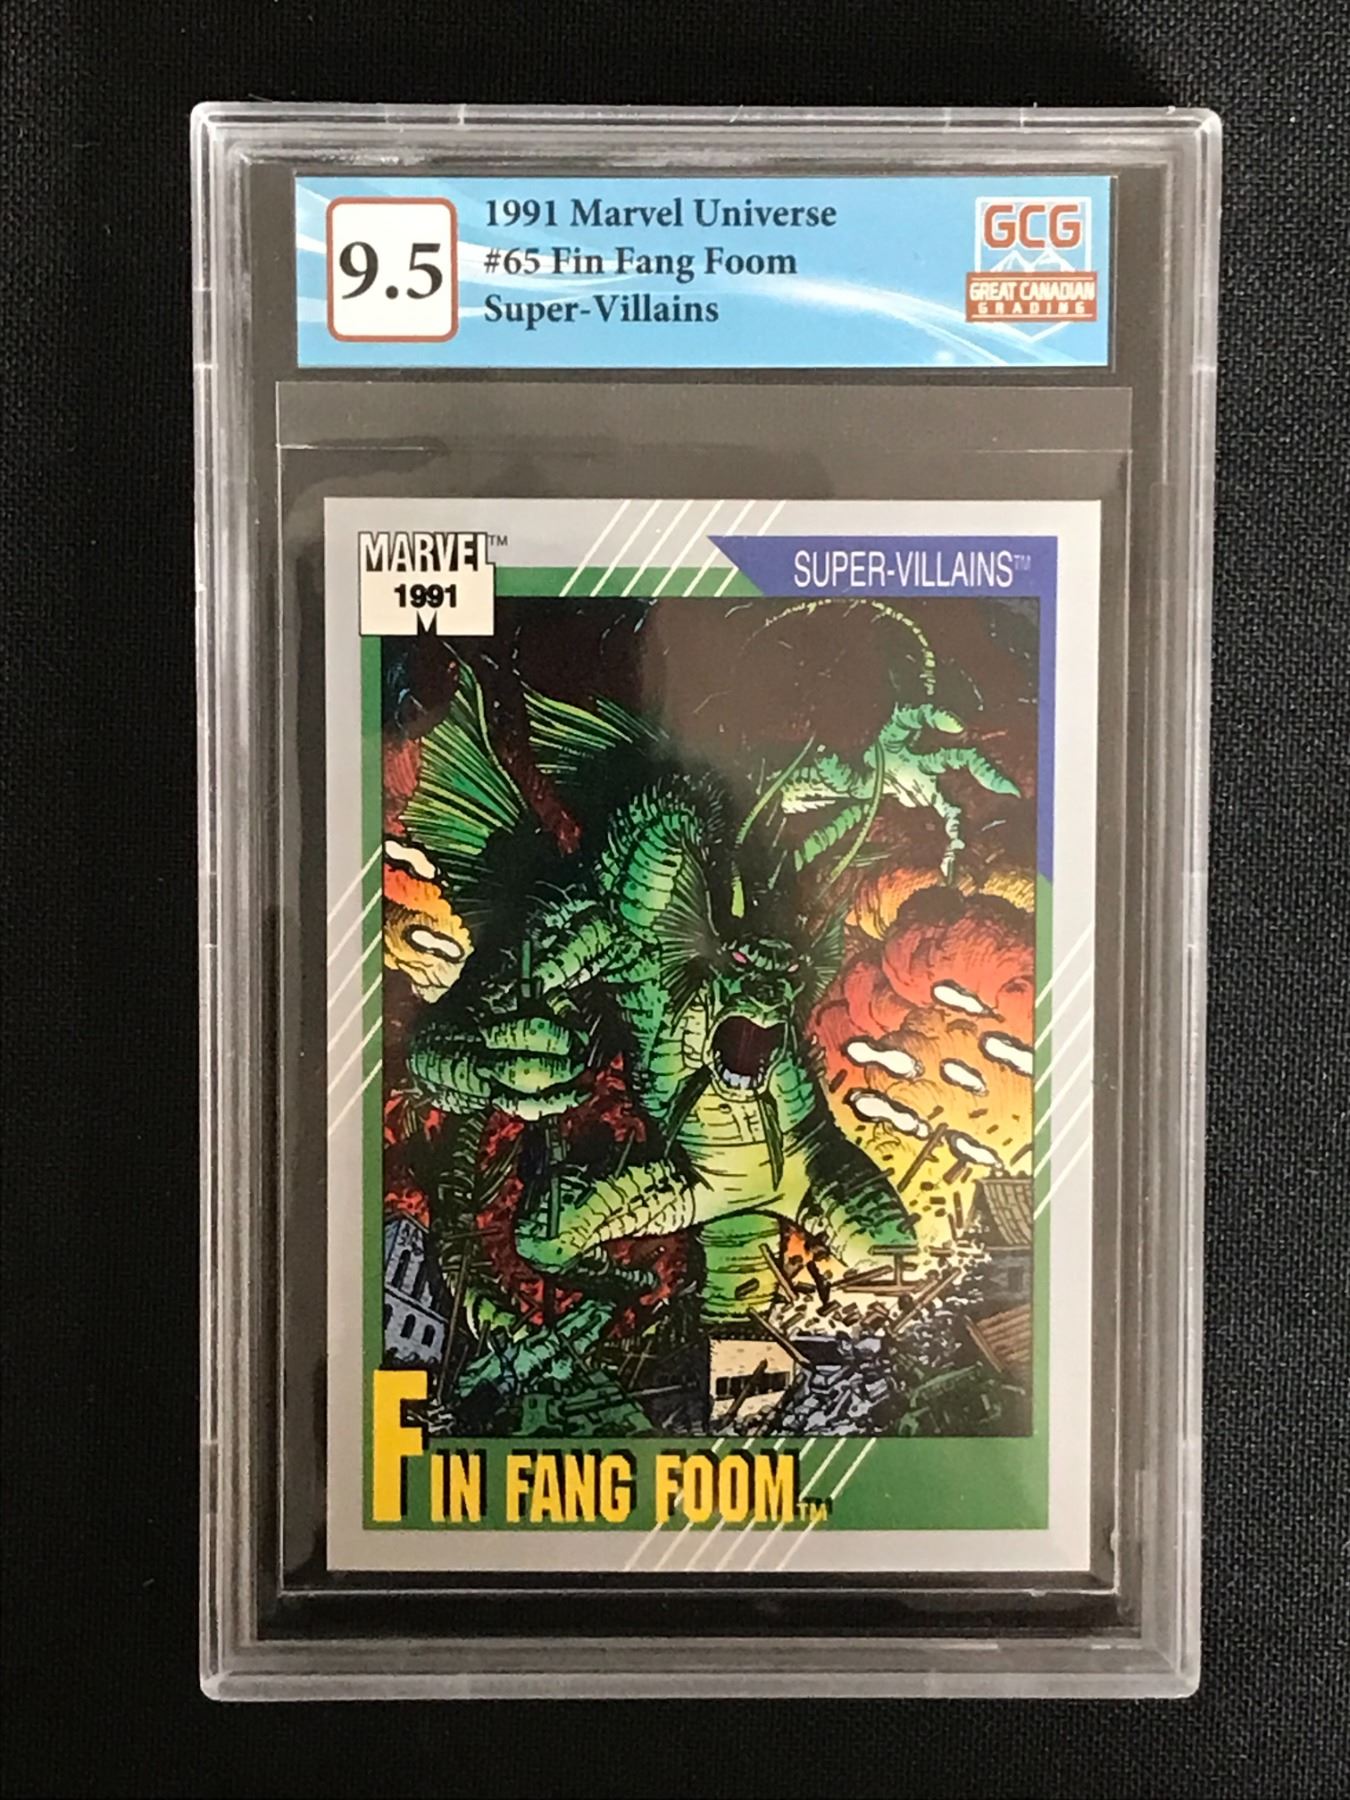 9.5
1991 Marvel Universe
#65 Fin Fang Foom
Super-Villains
GCG
GREAT CANADIAN
GRADING
MARVEL™
1991
SUPER-VILLAINS™
FIN FANG FOOM™